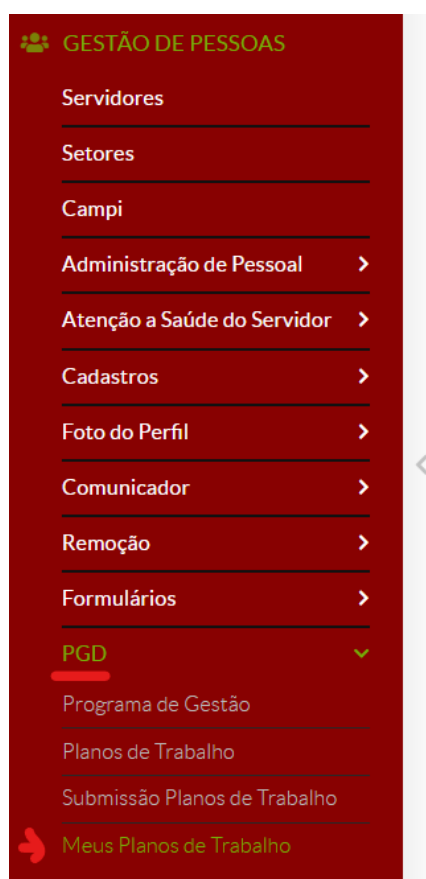 GESTÃO DE PESSOAS
Servidores
Setores
Campi
Administração de Pessoal
Atenção a Saúde do Servidor
Cadastros
Foto do Perfil
Comunicador
Remoção
Formulários
PGD
Programa de Gestão
Planos de Trabalho
Submissão Planos de Trabalho
Meus Planos de Trabalho